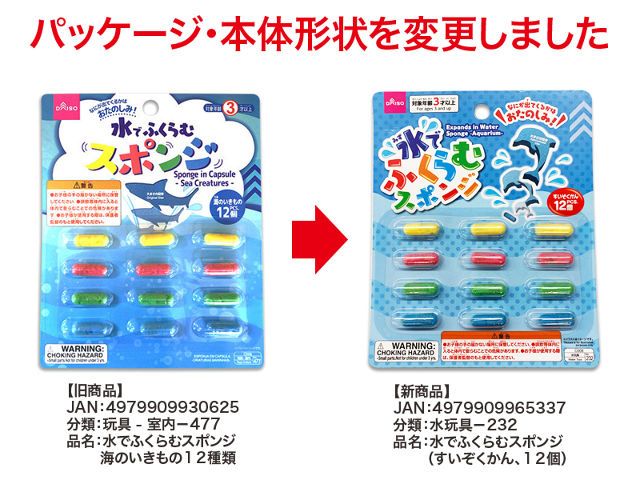 パッケージ・本体形状を変更しました
DAISO
なにが出てくるかは
おたのしみ!
対象年齢3才以上
水でふくらむ
スポンジ
Sponge in Capsule
- Sea Creatures -
警告
海のいきもの
12PCS.個
WARNING:
CHOKING HAZARD
DAISO
対象年齢3才以上
For ages 3 and up
なにが出てくるかは
おたのしみ!
Expands in Water
Sponge -Aquarium-
水で
ふくらむ
スポンジ
すいぞくかん
12PCS.個
警告
WARNING:
CHOKING HAZARD
【旧商品】
JAN:4979909930625
分類:玩具 - 室内-477
品名:水でふくらむスポンジ
海のいきもの12種類
【新商品】
JAN:4979909965337
分類:水玩具-232
品名:水でふくらむスポンジ
(すいぞくかん、12個)